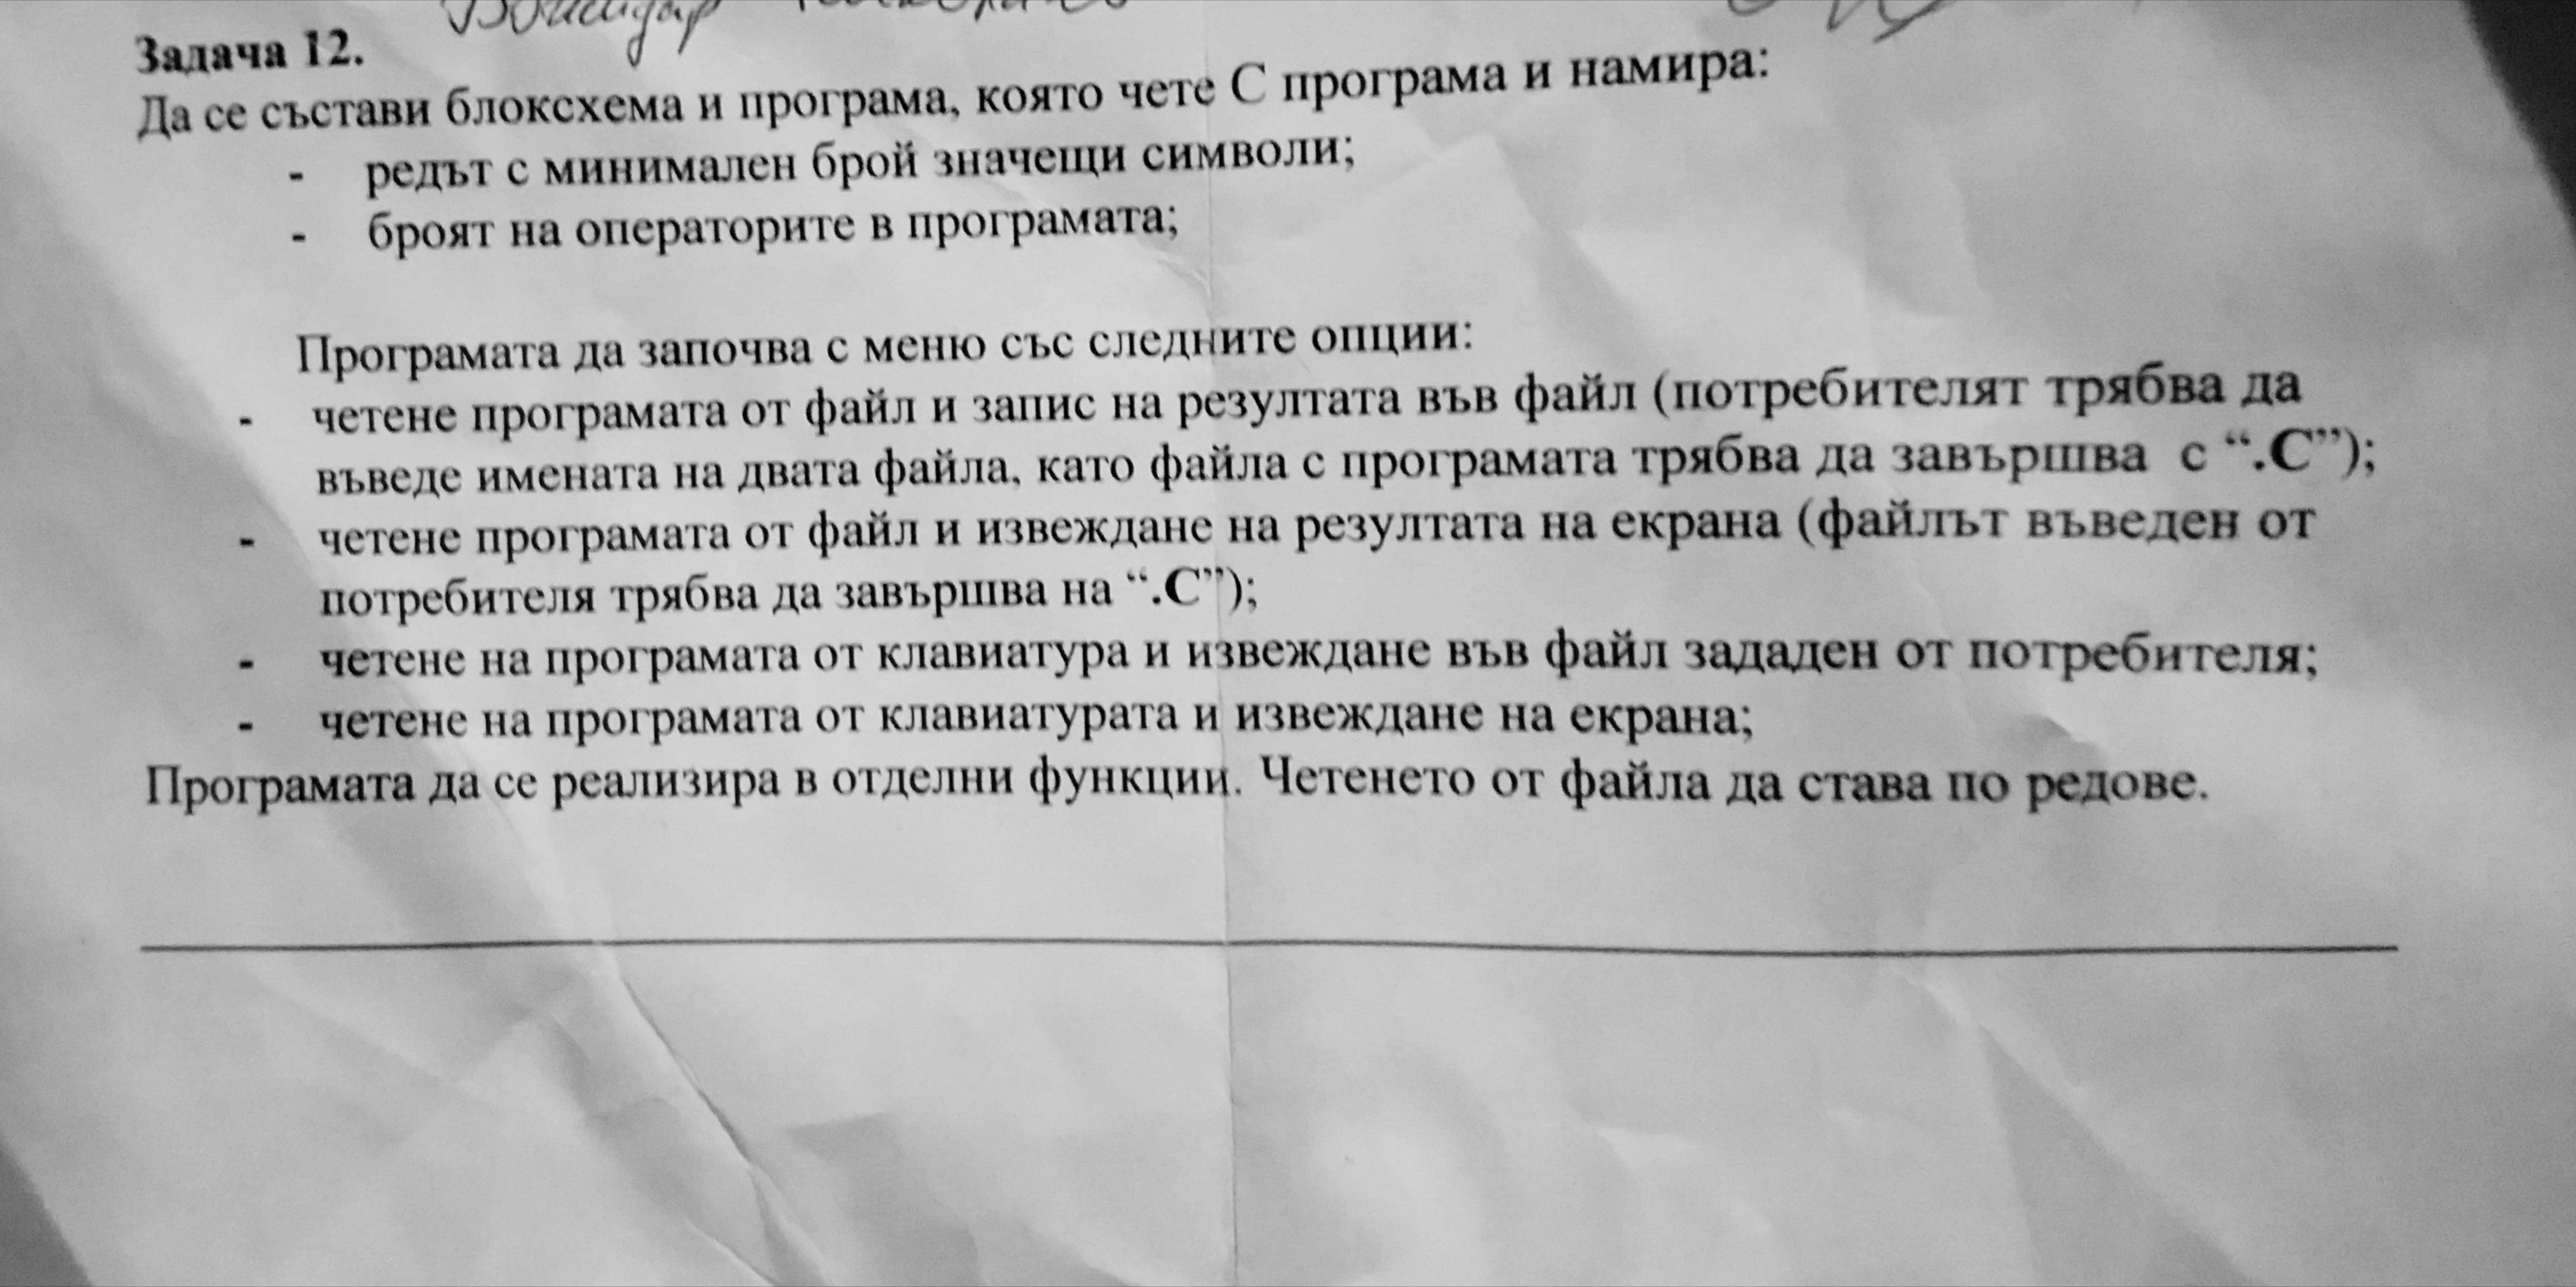 Задача 12.
Да се състави блоксхема и програма, която чете С програма и намира:
- редът с минимален брой значещи символи;
- броят на операторите в програмата;
Програмата да започва с меню със следните опции:
- четене програмата от файл и запис на резултата във файл (потребителят трябва да
въведе имената на двата файла, като файла с програмата трябва да завършва с “.C”);
- четене програмата от файл и извеждане на резултата на екрана (файлът въведен от
потребителя трябва да завършва на “.C”);
- четене на програмата от клавиатура и извеждане във файл зададен от потребителя;
- четене на програмата от клавиатурата и извеждане на екрана;
Програмата да се реализира в отделни функции. Четенето от файла да става по редове.